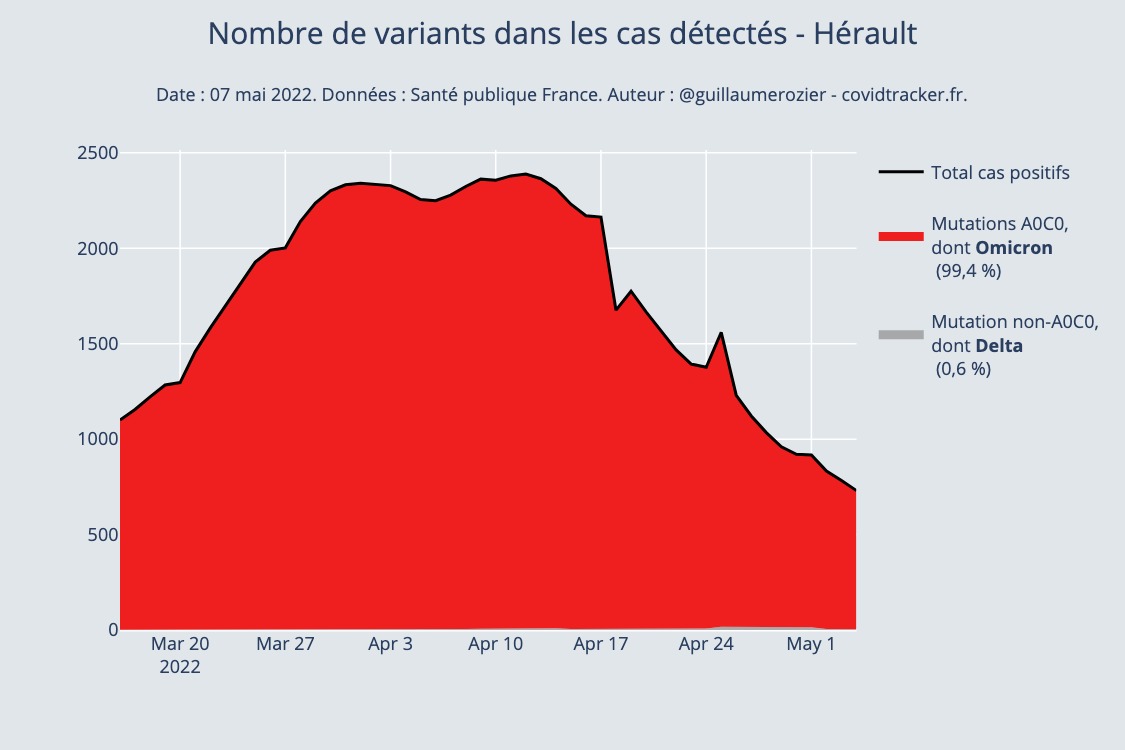 Nombre de variants dans les cas détectés - Hérault
Date : 07 mai 2022. Données : Santé publique France. Auteur : @guillaumerozier - covidtracker.fr.
2500
2000
1500
1000
500
0
Mar 20
2022
Mar 27
Apr 3
Apr 10
Apr 17
Apr 24
May 1
Total cas positifs
Mutations A0C0,
dont Omicron
(99,4 %)
Mutation non-A0C0,
dont Delta
(0,6 %)